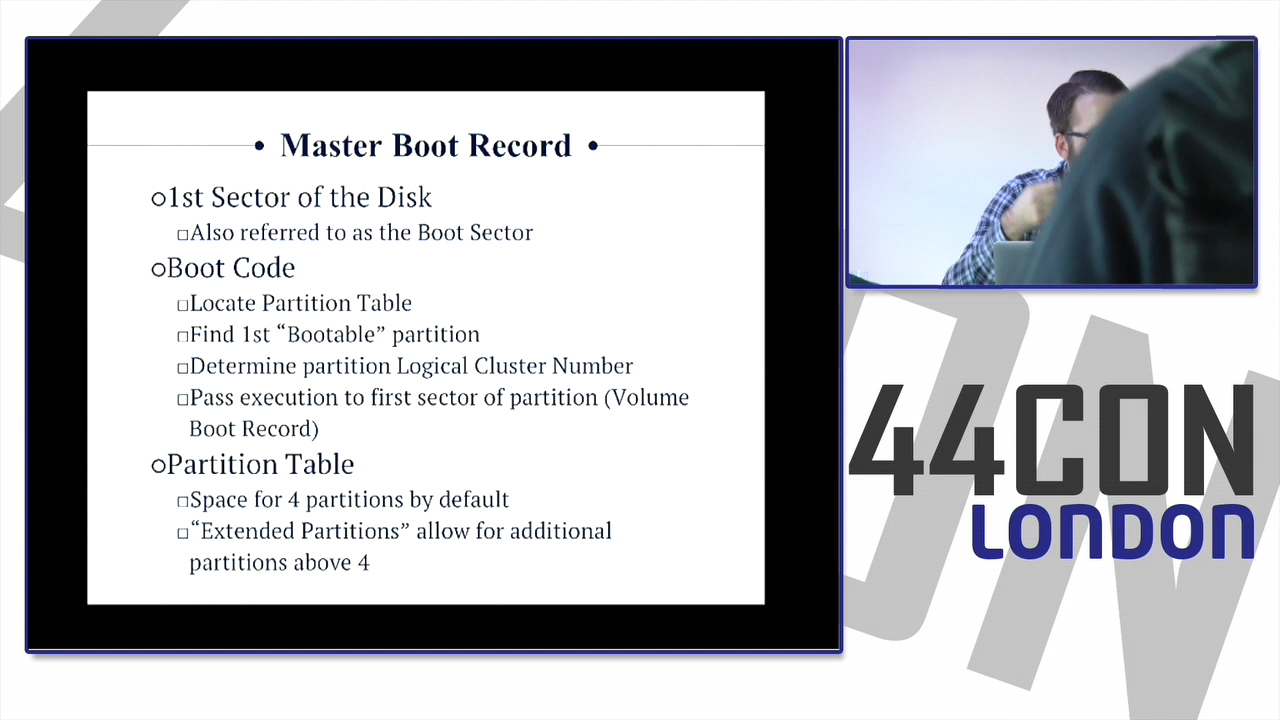 • Master Boot Record •
○1st Sector of the Disk
□Also referred to as the Boot Sector
○Boot Code
□Locate Partition Table
□Find 1st “Bootable” partition
□Determine partition Logical Cluster Number
□Pass execution to first sector of partition (Volume
Boot Record)
○Partition Table
□Space for 4 partitions by default
□“Extended Partitions” allow for additional
partitions above 4
44CON
LONDON